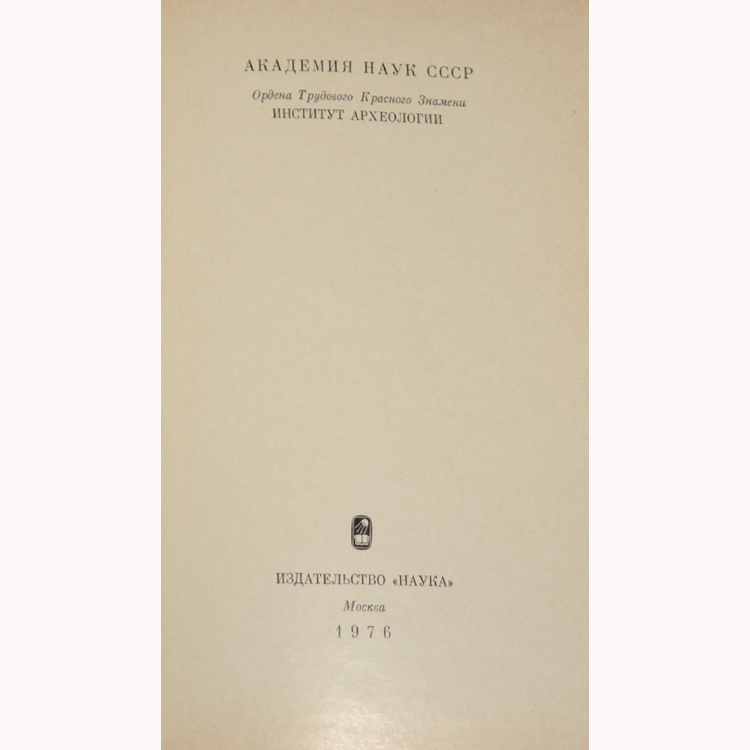 АКАДЕМИЯ НАУК СССР
Ордена Трудового Красного Знамени
ИНСТИТУТ АРХЕОЛОГИИ
ИЗДАТЕЛЬСТВО «НАУКА»
Москва
1976